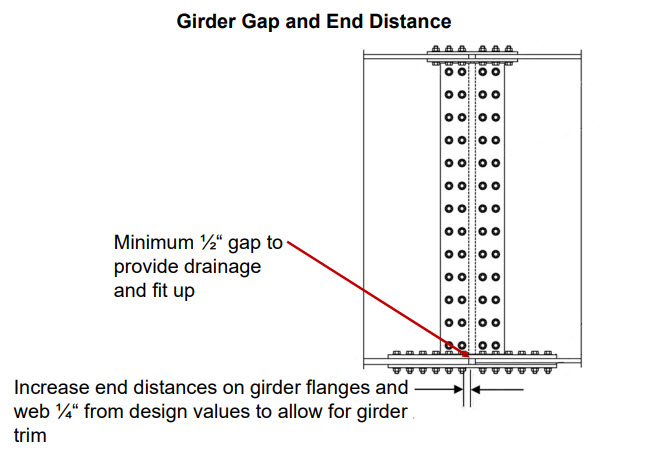 Girder Gap and End Distance
Minimum ½“ gap to
provide drainage
and fit up
Increase end distances on girder flanges and
web ¼“ from design values to allow for girder
trim